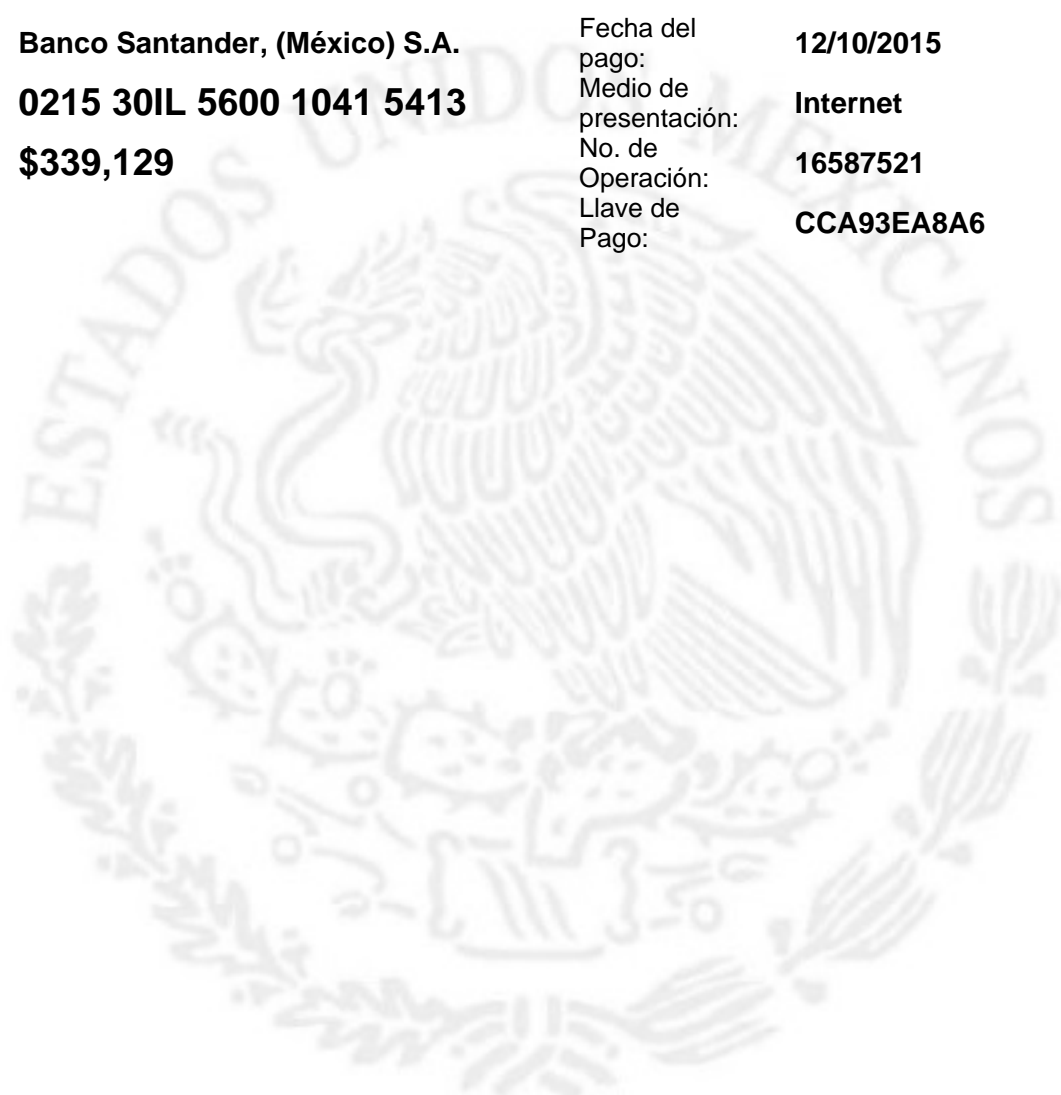 Banco Santander, (México) S.A.
0215 30IL 5600 1041 5413
$339,129
Fecha del
pago:
12/10/2015
Medio de
presentación:
Internet
No. de
Operación:
16587521
Llave de
Pago:
CCA93EA8A6
ESTADOS UNIDOS MEXICANOS